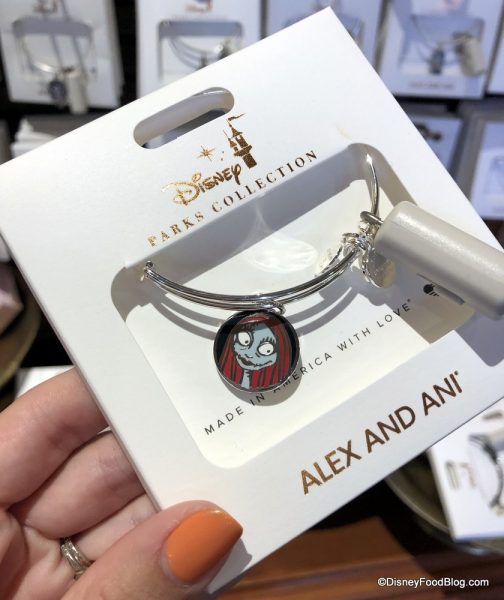 Disney
PARKS COLLECTION
MADE IN AMERICA WITH LOVE®
ALEX AND ANI®
©DisneyFoodBlog.com